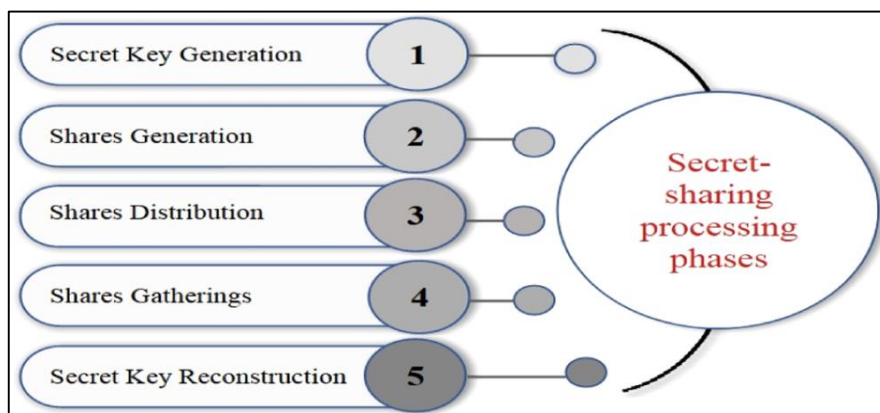 Secret Key Generation 1
Shares Generation 2
Shares Distribution 3
Shares Gatherings 4
Secret Key Reconstruction 5
Secret-
sharing
processing
phases